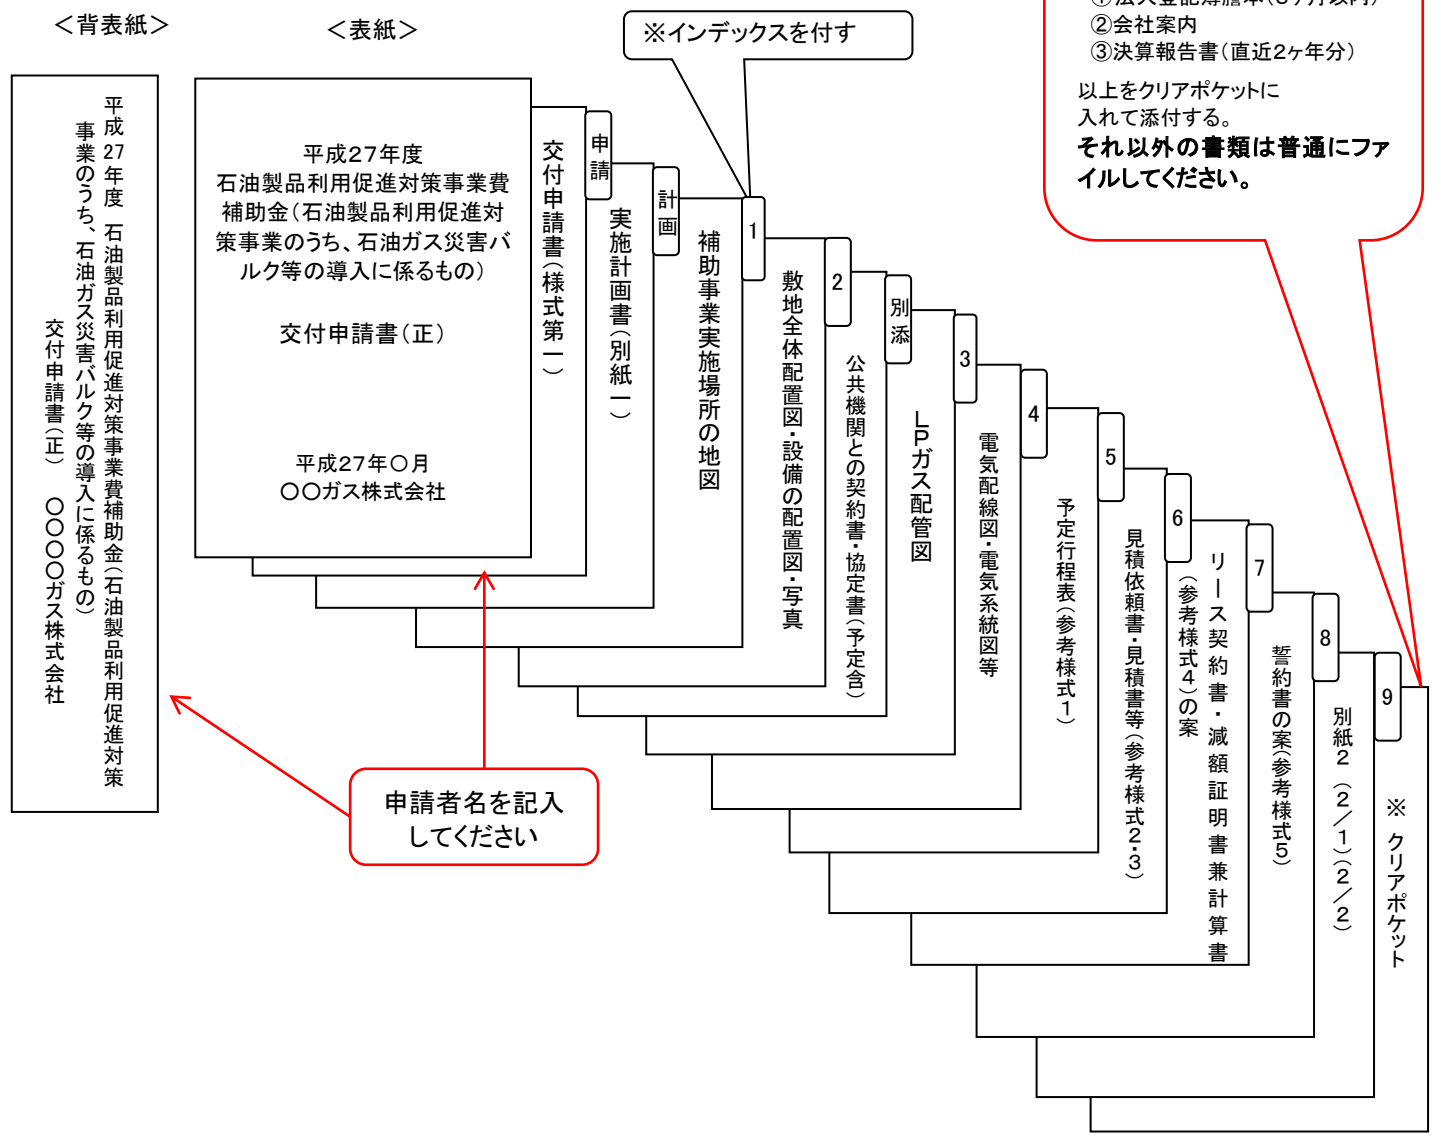 ＜背表紙＞
＜表紙＞
※インデックスを付す
②会社案内
③決算報告書（直近2ヶ年分）
以上をクリアポケットに
入れて添付する。
それ以外の書類は普通にファ
イルしてください。
平成27年度 石油製品利用促進対策事業費補助金（石油製品利用促進対策
事業のうち、石油ガス災害バルク等の導入に係るもの）
交付申請書（正）　〇〇〇〇ガス株式会社
平成27年度
石油製品利用促進対策事業費
補助金（石油製品利用促進対
策事業のうち、石油ガス災害バ
ルク等の導入に係るもの）
交付申請書（正）
平成27年〇月
〇〇ガス株式会社
申請
交付申請書（様式第一）
計画
実施計画書（別紙一）
1
補助事業実施場所の地図
2
敷地全体配置図・設備の配置図・写真
別添
公共機関との契約書・協定書（予定含）
3
LPガス配管図
4
電気配線図・電気系統図等
5
予定行程表（参考様式1）
6
見積依頼書・見積書等（参考様式2・3）
7
リース契約書・減額証明書兼計算書
（参考様式4）の案
8
誓約書の案（参考様式5）
9
別紙2（2／1）（2／2）
※ クリアポケット
申請者名を記入
してください